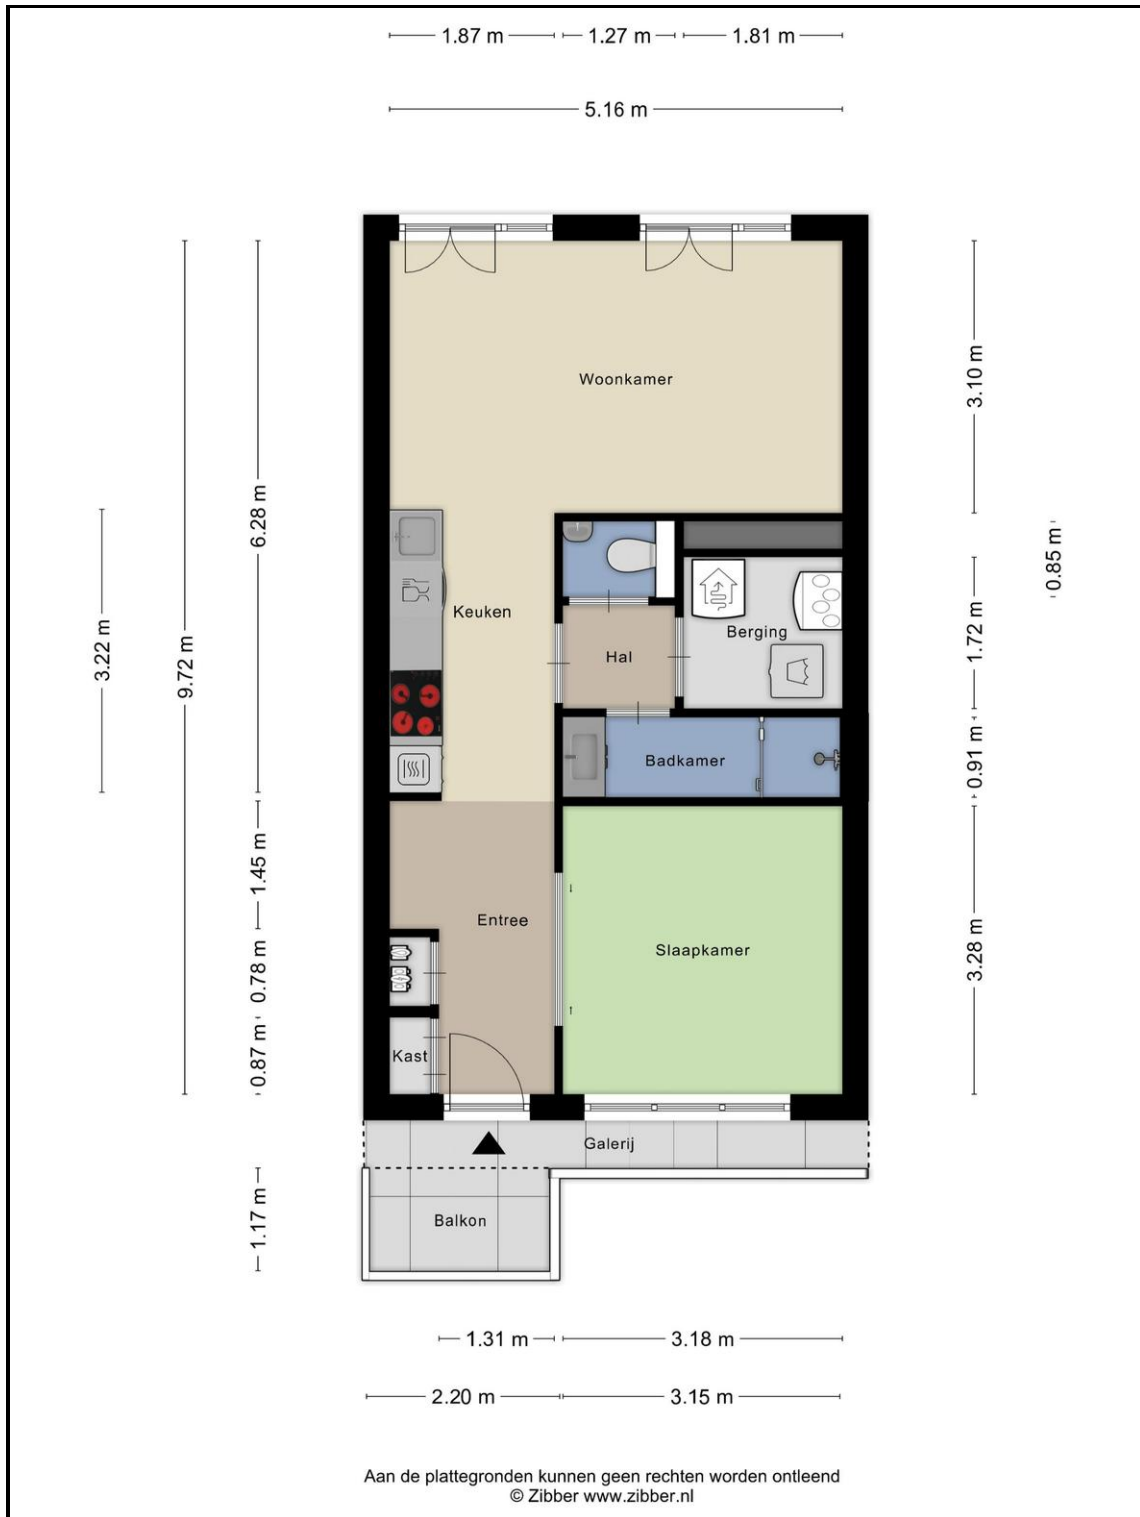 1.87 m 1.27 m 1.81 m
5.16 m
Woonkamer
3.10 m
6.28 m
0.85 m
Keuken
Berging
1.72 m
3.22 m
9.72 m
Hal
Badkamer
0.91 m
1.45 m
Entree
Slaapkamer
3.28 m
0.78 m
Kast
0.87 m
Galerij
1.17 m
Balkon
1.31 m 3.18 m
2.20 m 3.15 m
Aan de plattegronden kunnen geen rechten worden ontleend
© Zibber www.zibber.nl